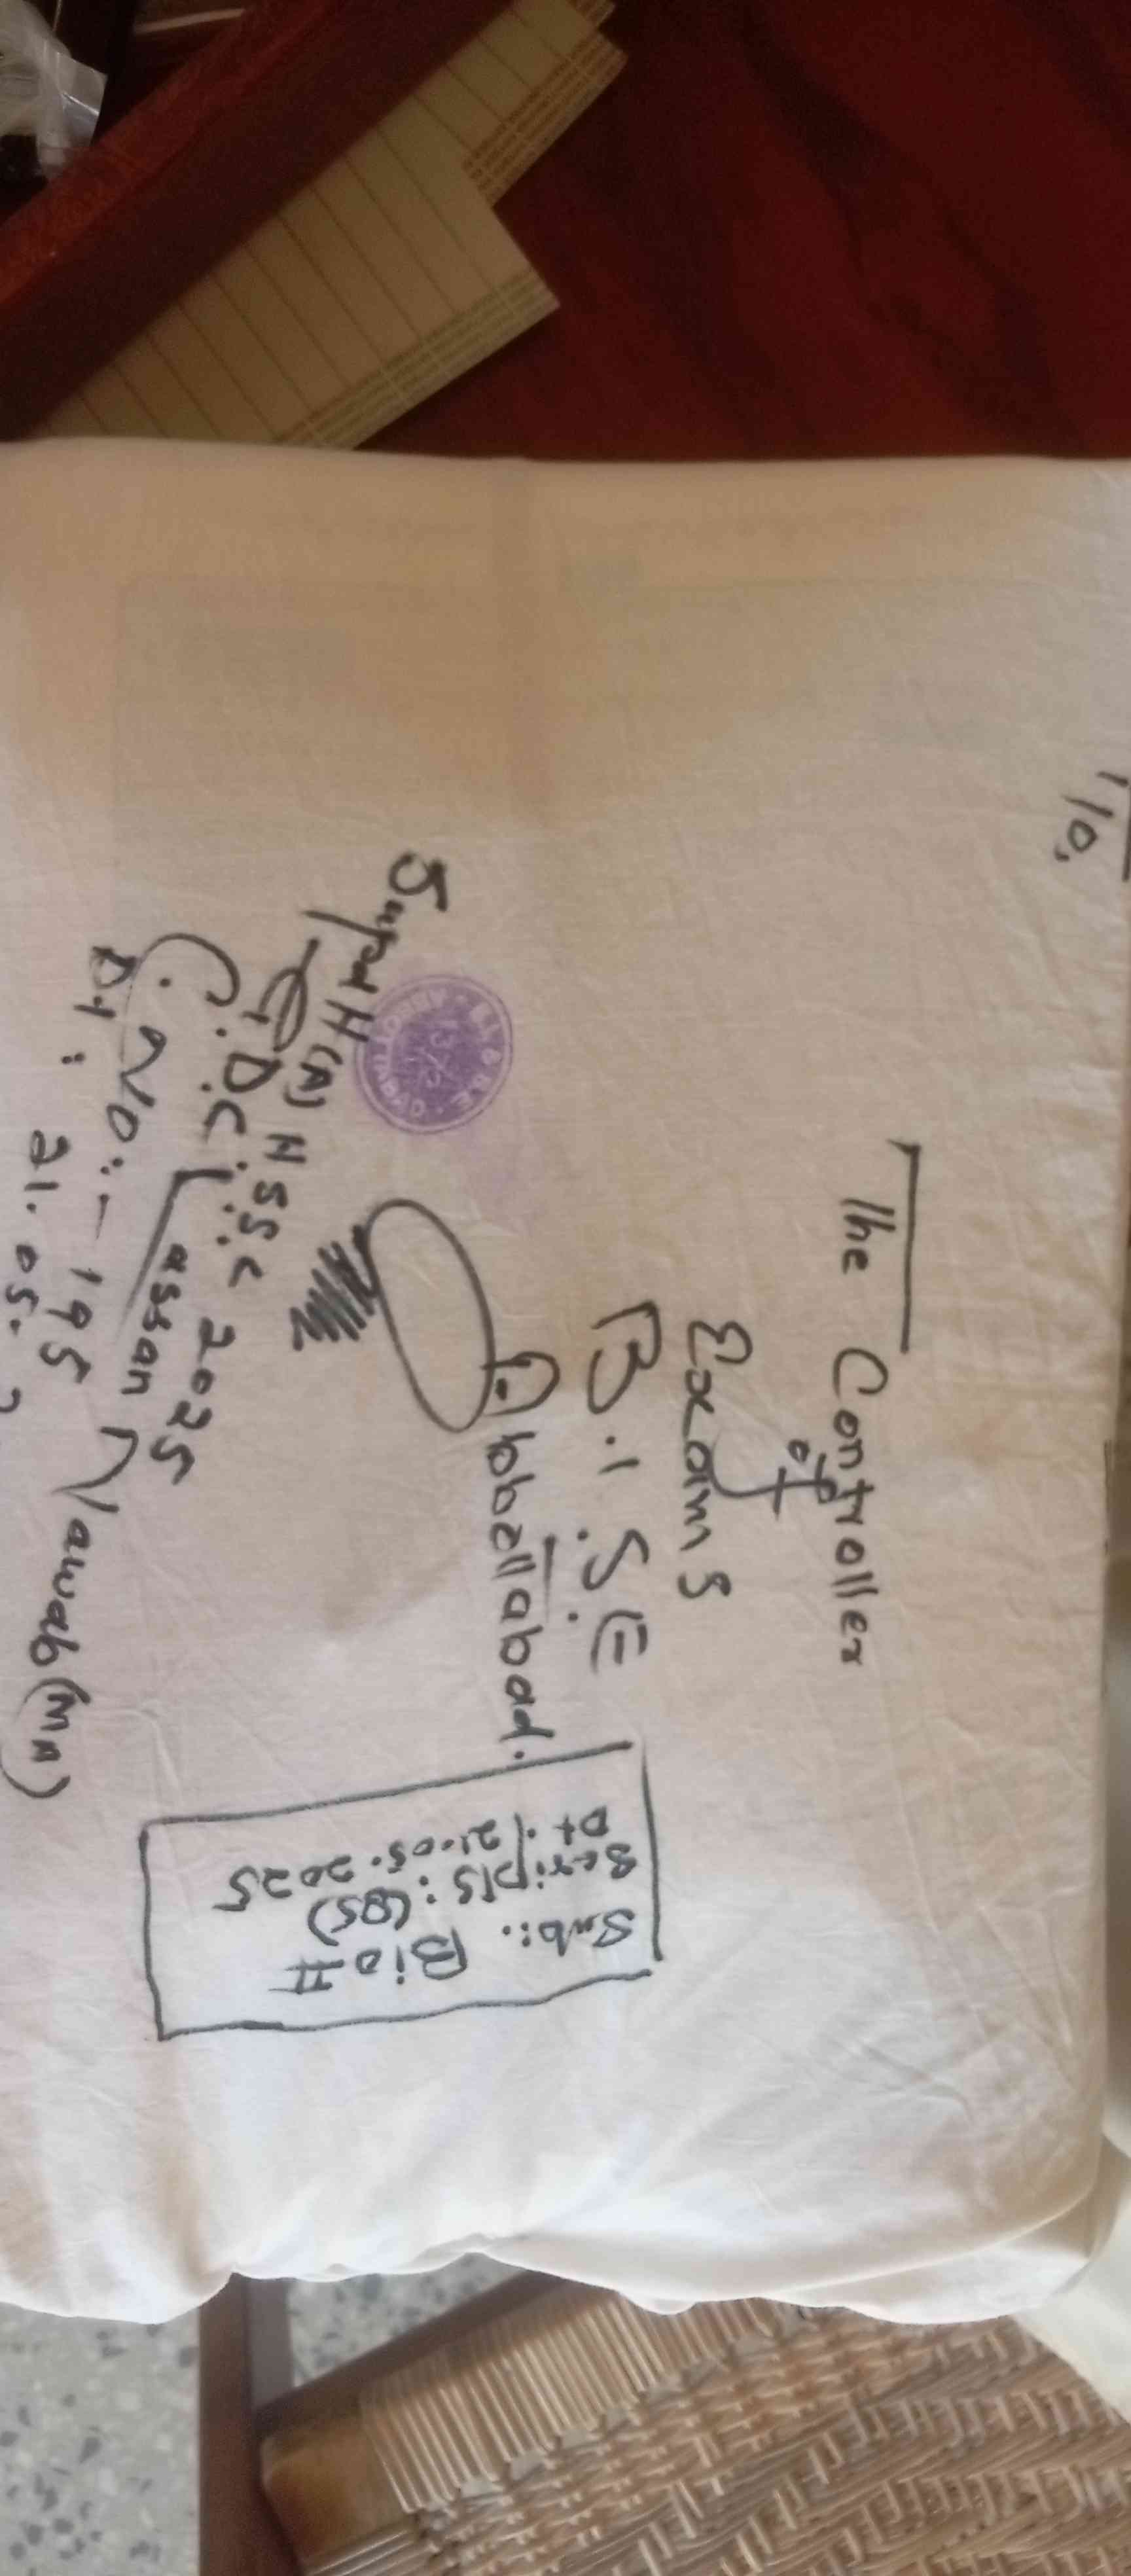 The Controller
of
Exams
B.I.S.E
Abbottabad.
Supdt (A) HSSC 2025
G.D.C: assan Nawab (MA)
C.No:- 195
Dt: 21.05.
Sub:. Bio II
Scripts: (85)
Dt. 21.05.2025